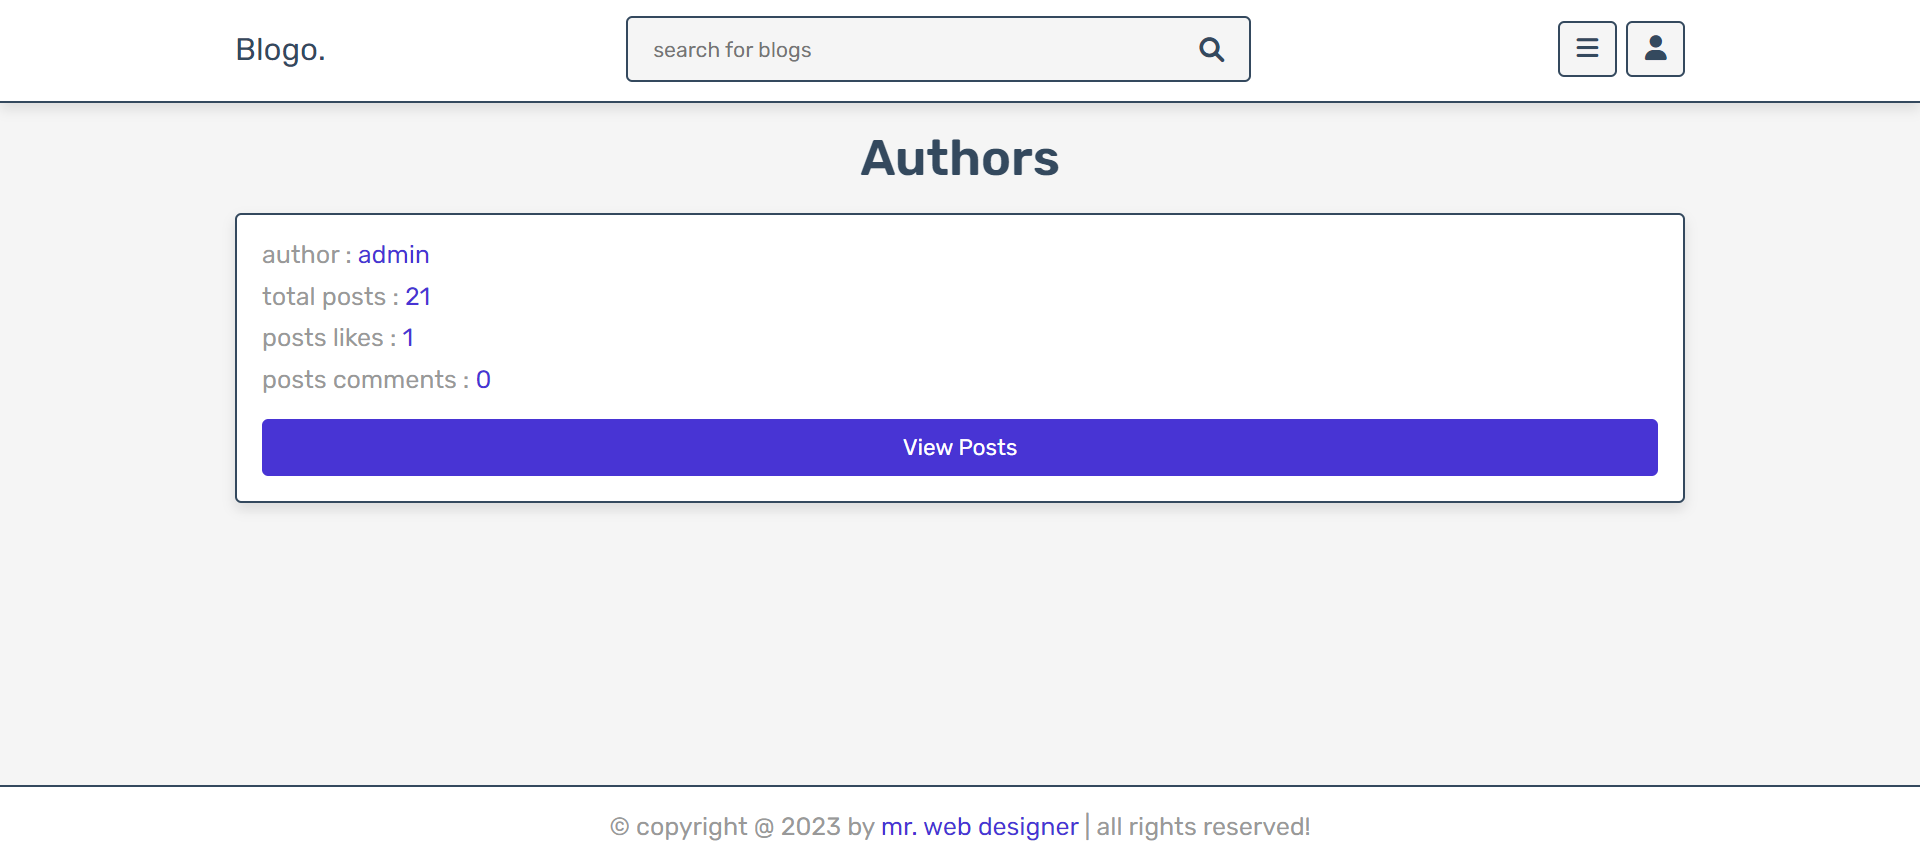 Blogo.
search for blogs
Authors
author : admin
total posts : 21
posts likes : 1
posts comments : 0
View Posts
© copyright @ 2023 by mr. web designer | all rights reserved!